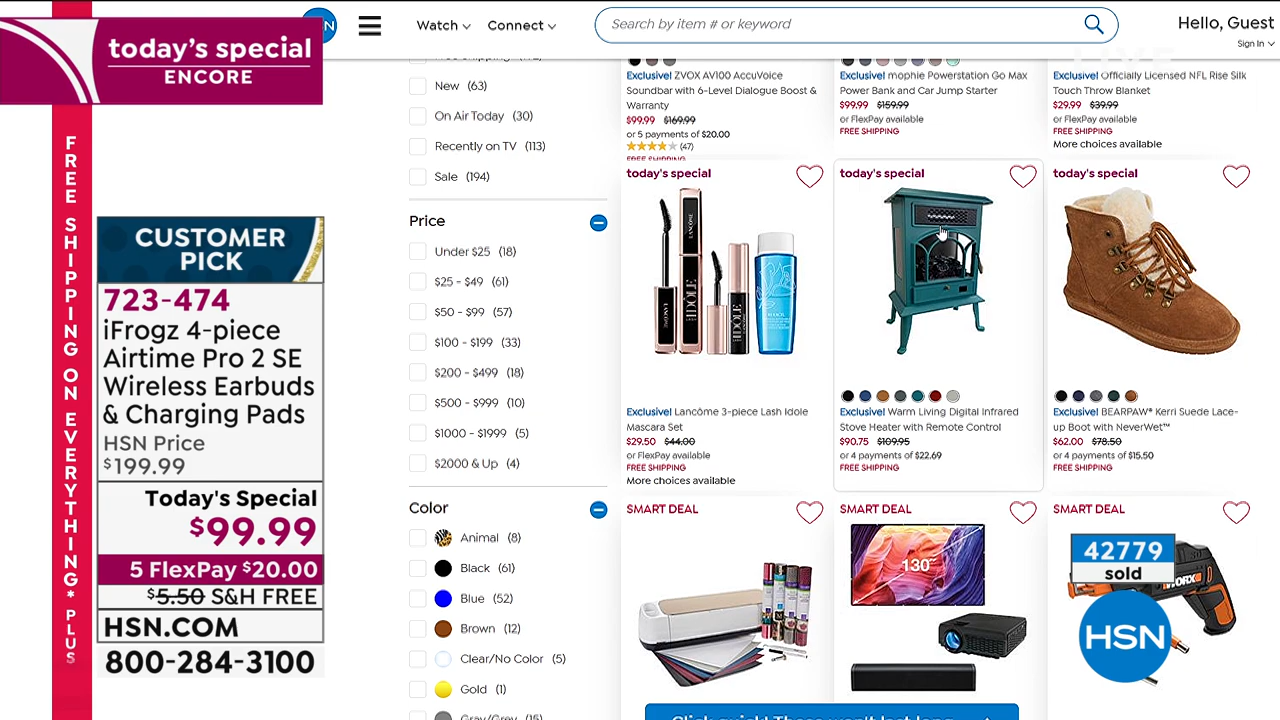 today's special
ENCORE
FREE SHIPPING ON EVERYTHING* PLUS
CUSTOMER
PICK
723-474
iFrogz 4-piece
Airtime Pro 2 SE
Wireless Earbuds
& Charging Pads
HSN Price
$199.99
Today's Special
$99.99
5 FlexPay $20.00
$5.50 S&H FREE
HSN.COM
800-284-3100
Watch
Connect
Search by item # or keyword
Hello, Guest
Sign In
LIVE
New (63)
On Air Today (30)
Recently on TV (113)
Sale (194)
Price
Under $25 (18)
$25 - $49 (61)
$50 - $99 (57)
$100 - $199 (33)
$200 - $499 (18)
$500 - $999 (10)
$1000 - $1999 (5)
$2000 & Up (4)
Color
Animal (8)
Black (61)
Blue (52)
Brown (12)
Clear/No Color (5)
Gold (1)
Gray/Grey (15)
Exclusive! ZVOX AV100 AccuVoice
Soundbar with 6-Level Dialogue Boost &
Warranty
$99.99 $169.99
or 5 payments of $20.00
(47)
FREE SHIPPING
Exclusive! mophie Powerstation Go Max
Power Bank and Car Jump Starter
$99.99 $159.99
or FlexPay available
FREE SHIPPING
Exclusive! Officially Licensed NFL Rise Silk
Touch Throw Blanket
$29.99 $39.99
or FlexPay available
FREE SHIPPING
More choices available
today's special
LANCÔME
IDÔLE
LASH
Exclusive! Lancôme 3-piece Lash Idole
Mascara Set
$29.50 $44.00
or FlexPay available
FREE SHIPPING
More choices available
today's special
Exclusive! Warm Living Digital Infrared
Stove Heater with Remote Control
$90.75 $109.95
or 4 payments of $22.69
FREE SHIPPING
today's special
Exclusive! BEARPAW® Kerri Suede Lace-
up Boot with NeverWet™
$62.00 $78.50
or 4 payments of $15.50
FREE SHIPPING
SMART DEAL
SMART DEAL
130"
SMART DEAL
WORX
42779
sold
HSN
Click quick! These won't last long